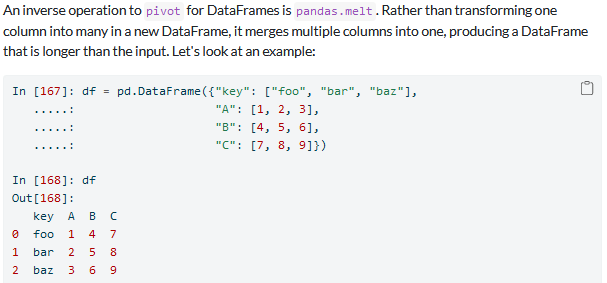 An inverse operation to pivot for DataFrames is pandas.melt. Rather than transforming one
column into many in a new DataFrame, it merges multiple columns into one, producing a DataFrame
that is longer than the input. Let's look at an example:
In [167]: df = pd.DataFrame({"key": ["foo", "bar", "baz"],
.....:                    "A": [1, 2, 3],
.....:                    "B": [4, 5, 6],
.....:                    "C": [7, 8, 9]})
In [168]: df
Out[168]:
   key  A  B  C
0  foo  1  4  7
1  bar  2  5  8
2  baz  3  6  9